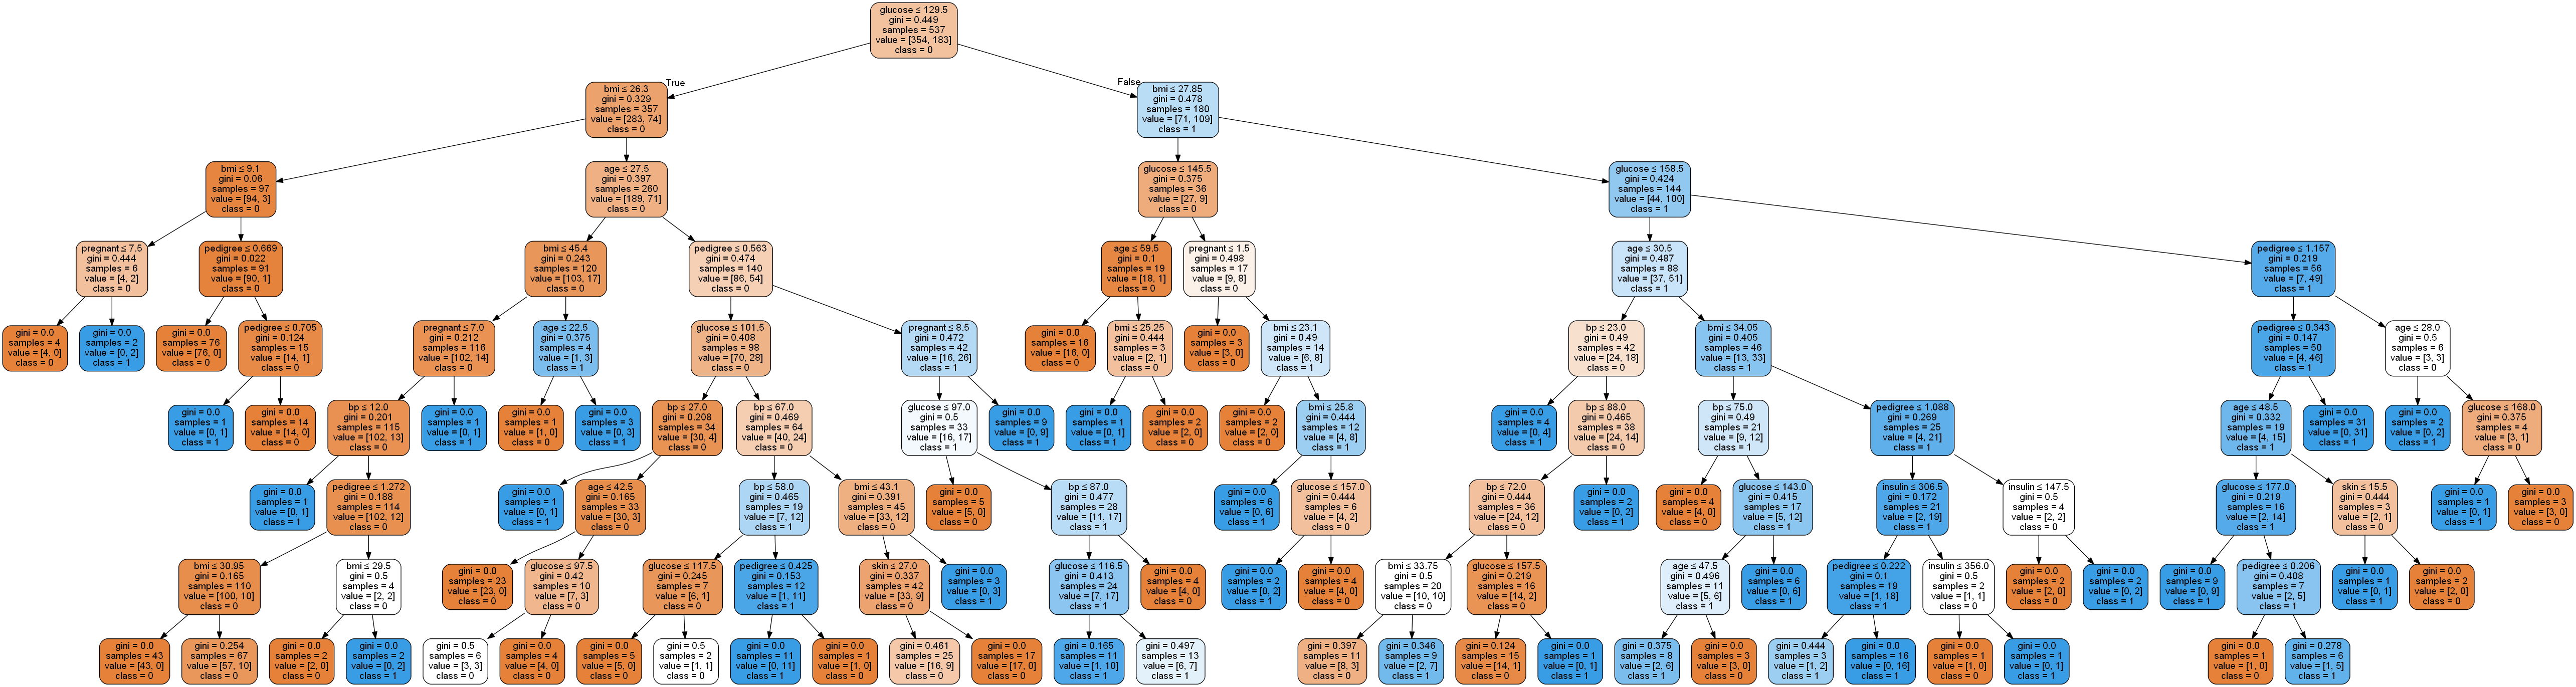 glucose ≤ 129.5
gini = 0.449
samples = 537
value = [354, 183]
class = 0
True
False
bmi ≤ 26.3
gini = 0.329
samples = 357
value = [283, 74]
class = 0
bmi ≤ 27.85
gini = 0.478
samples = 180
value = [71, 109]
class = 1
bmi ≤ 9.1
gini = 0.06
samples = 97
value = [94, 3]
class = 0
age ≤ 27.5
gini = 0.397
samples = 260
value = [189, 71]
class = 0
glucose ≤ 145.5
gini = 0.375
samples = 36
value = [27, 9]
class = 0
glucose ≤ 158.5
gini = 0.424
samples = 144
value = [44, 100]
class = 1
pregnant ≤ 7.5
gini = 0.444
samples = 6
value = [4, 2]
class = 0
pedigree ≤ 0.669
gini = 0.022
samples = 91
value = [90, 1]
class = 0
bmi ≤ 45.4
gini = 0.243
samples = 120
value = [103, 17]
class = 0
pedigree ≤ 0.563
gini = 0.474
samples = 140
value = [86, 54]
class = 0
age ≤ 59.5
gini = 0.1
samples = 19
value = [18, 1]
class = 0
pregnant ≤ 1.5
gini = 0.498
samples = 17
value = [9, 8]
class = 0
age ≤ 30.5
gini = 0.487
samples = 88
value = [37, 51]
class = 1
pedigree ≤ 1.157
gini = 0.219
samples = 56
value = [7, 49]
class = 1
gini = 0.0
samples = 4
value = [4, 0]
class = 0
gini = 0.0
samples = 2
value = [0, 2]
class = 1
gini = 0.0
samples = 76
value = [76, 0]
class = 0
pedigree ≤ 0.705
gini = 0.124
samples = 15
value = [14, 1]
class = 0
pregnant ≤ 7.0
gini = 0.212
samples = 116
value = [102, 14]
class = 0
age ≤ 22.5
gini = 0.375
samples = 4
value = [1, 3]
class = 1
glucose ≤ 101.5
gini = 0.408
samples = 98
value = [70, 28]
class = 0
pregnant ≤ 8.5
gini = 0.472
samples = 42
value = [16, 26]
class = 1
gini = 0.0
samples = 16
value = [16, 0]
class = 0
bmi ≤ 25.25
gini = 0.444
samples = 3
value = [2, 1]
class = 0
gini = 0.0
samples = 3
value = [3, 0]
class = 0
bmi ≤ 23.1
gini = 0.49
samples = 14
value = [6, 8]
class = 1
bp ≤ 23.0
gini = 0.49
samples = 42
value = [24, 18]
class = 0
bmi ≤ 34.05
gini = 0.405
samples = 46
value = [13, 33]
class = 1
pedigree ≤ 0.343
gini = 0.147
samples = 50
value = [4, 46]
class = 1
age ≤ 28.0
gini = 0.5
samples = 6
value = [3, 3]
class = 0
gini = 0.0
samples = 1
value = [0, 1]
class = 1
gini = 0.0
samples = 14
value = [14, 0]
class = 0
bp ≤ 12.0
gini = 0.201
samples = 115
value = [102, 13]
class = 0
gini = 0.0
samples = 1
value = [0, 1]
class = 1
gini = 0.0
samples = 1
value = [1, 0]
class = 0
gini = 0.0
samples = 3
value = [0, 3]
class = 1
bp ≤ 27.0
gini = 0.208
samples = 34
value = [30, 4]
class = 0
bp ≤ 67.0
gini = 0.469
samples = 64
value = [40, 24]
class = 0
glucose ≤ 97.0
gini = 0.5
samples = 33
value = [16, 17]
class = 1
gini = 0.0
samples = 9
value = [0, 9]
class = 1
gini = 0.0
samples = 1
value = [0, 1]
class = 1
gini = 0.0
samples = 2
value = [2, 0]
class = 0
gini = 0.0
samples = 2
value = [2, 0]
class = 0
bmi ≤ 25.8
gini = 0.444
samples = 12
value = [4, 8]
class = 1
gini = 0.0
samples = 4
value = [0, 4]
class = 1
bp ≤ 88.0
gini = 0.465
samples = 38
value = [24, 14]
class = 0
bp ≤ 75.0
gini = 0.49
samples = 21
value = [9, 12]
class = 1
pedigree ≤ 1.088
gini = 0.269
samples = 25
value = [4, 21]
class = 1
age ≤ 48.5
gini = 0.332
samples = 19
value = [4, 15]
class = 1
gini = 0.0
samples = 31
value = [0, 31]
class = 1
gini = 0.0
samples = 2
value = [0, 2]
class = 1
glucose ≤ 168.0
gini = 0.375
samples = 4
value = [3, 1]
class = 0
gini = 0.0
samples = 1
value = [0, 1]
class = 1
pedigree ≤ 1.272
gini = 0.188
samples = 114
value = [102, 12]
class = 0
gini = 0.0
samples = 1
value = [0, 1]
class = 1
age ≤ 42.5
gini = 0.165
samples = 33
value = [30, 3]
class = 0
bp ≤ 58.0
gini = 0.465
samples = 19
value = [7, 12]
class = 1
bmi ≤ 43.1
gini = 0.391
samples = 45
value = [33, 12]
class = 0
gini = 0.0
samples = 5
value = [5, 0]
class = 0
bp ≤ 87.0
gini = 0.477
samples = 28
value = [11, 17]
class = 1
gini = 0.0
samples = 6
value = [0, 6]
class = 1
glucose ≤ 157.0
gini = 0.444
samples = 6
value = [4, 2]
class = 0
bp ≤ 72.0
gini = 0.444
samples = 36
value = [24, 12]
class = 0
gini = 0.0
samples = 2
value = [0, 2]
class = 1
gini = 0.0
samples = 4
value = [4, 0]
class = 0
glucose ≤ 143.0
gini = 0.415
samples = 17
value = [5, 12]
class = 1
insulin ≤ 306.5
gini = 0.172
samples = 21
value = [2, 19]
class = 1
insulin ≤ 147.5
gini = 0.5
samples = 4
value = [2, 2]
class = 0
glucose ≤ 177.0
gini = 0.219
samples = 16
value = [2, 14]
class = 1
skin ≤ 15.5
gini = 0.444
samples = 3
value = [2, 1]
class = 0
gini = 0.0
samples = 1
value = [0, 1]
class = 1
gini = 0.0
samples = 3
value = [3, 0]
class = 0
bmi ≤ 30.95
gini = 0.165
samples = 110
value = [100, 10]
class = 0
bmi ≤ 29.5
gini = 0.5
samples = 4
value = [2, 2]
class = 0
gini = 0.0
samples = 23
value = [23, 0]
class = 0
glucose ≤ 97.5
gini = 0.42
samples = 10
value = [7, 3]
class = 0
glucose ≤ 117.5
gini = 0.245
samples = 7
value = [6, 1]
class = 0
pedigree ≤ 0.425
gini = 0.153
samples = 12
value = [1, 11]
class = 1
skin ≤ 27.0
gini = 0.337
samples = 42
value = [33, 9]
class = 0
gini = 0.0
samples = 3
value = [0, 3]
class = 1
glucose ≤ 116.5
gini = 0.413
samples = 24
value = [7, 17]
class = 1
gini = 0.0
samples = 4
value = [4, 0]
class = 0
gini = 0.0
samples = 2
value = [0, 2]
class = 1
gini = 0.0
samples = 4
value = [4, 0]
class = 0
bmi ≤ 33.75
gini = 0.5
samples = 20
value = [10, 10]
class = 0
glucose ≤ 157.5
gini = 0.219
samples = 16
value = [14, 2]
class = 0
age ≤ 47.5
gini = 0.496
samples = 11
value = [5, 6]
class = 1
gini = 0.0
samples = 6
value = [0, 6]
class = 1
pedigree ≤ 0.222
gini = 0.1
samples = 19
value = [1, 18]
class = 1
insulin ≤ 356.0
gini = 0.5
samples = 2
value = [1, 1]
class = 0
gini = 0.0
samples = 2
value = [2, 0]
class = 0
gini = 0.0
samples = 2
value = [0, 2]
class = 1
gini = 0.0
samples = 9
value = [0, 9]
class = 1
pedigree ≤ 0.206
gini = 0.408
samples = 7
value = [2, 5]
class = 1
gini = 0.0
samples = 1
value = [0, 1]
class = 1
gini = 0.0
samples = 2
value = [2, 0]
class = 0
gini = 0.0
samples = 43
value = [43, 0]
class = 0
gini = 0.254
samples = 67
value = [57, 10]
class = 0
gini = 0.0
samples = 2
value = [2, 0]
class = 0
gini = 0.0
samples = 2
value = [0, 2]
class = 1
gini = 0.5
samples = 6
value = [3, 3]
class = 0
gini = 0.0
samples = 4
value = [4, 0]
class = 0
gini = 0.0
samples = 5
value = [5, 0]
class = 0
gini = 0.5
samples = 2
value = [1, 1]
class = 0
gini = 0.0
samples = 11
value = [0, 11]
class = 1
gini = 0.0
samples = 1
value = [1, 0]
class = 0
gini = 0.461
samples = 25
value = [16, 9]
class = 0
gini = 0.0
samples = 17
value = [17, 0]
class = 0
gini = 0.165
samples = 11
value = [1, 10]
class = 1
gini = 0.497
samples = 13
value = [6, 7]
class = 1
gini = 0.397
samples = 11
value = [8, 3]
class = 0
gini = 0.346
samples = 9
value = [2, 7]
class = 1
gini = 0.124
samples = 15
value = [14, 1]
class = 0
gini = 0.0
samples = 1
value = [0, 1]
class = 1
gini = 0.375
samples = 8
value = [2, 6]
class = 1
gini = 0.0
samples = 3
value = [3, 0]
class = 0
gini = 0.444
samples = 3
value = [1, 2]
class = 1
gini = 0.0
samples = 16
value = [0, 16]
class = 1
gini = 0.0
samples = 1
value = [1, 0]
class = 0
gini = 0.0
samples = 1
value = [0, 1]
class = 1
gini = 0.0
samples = 1
value = [1, 0]
class = 0
gini = 0.278
samples = 6
value = [1, 5]
class = 1